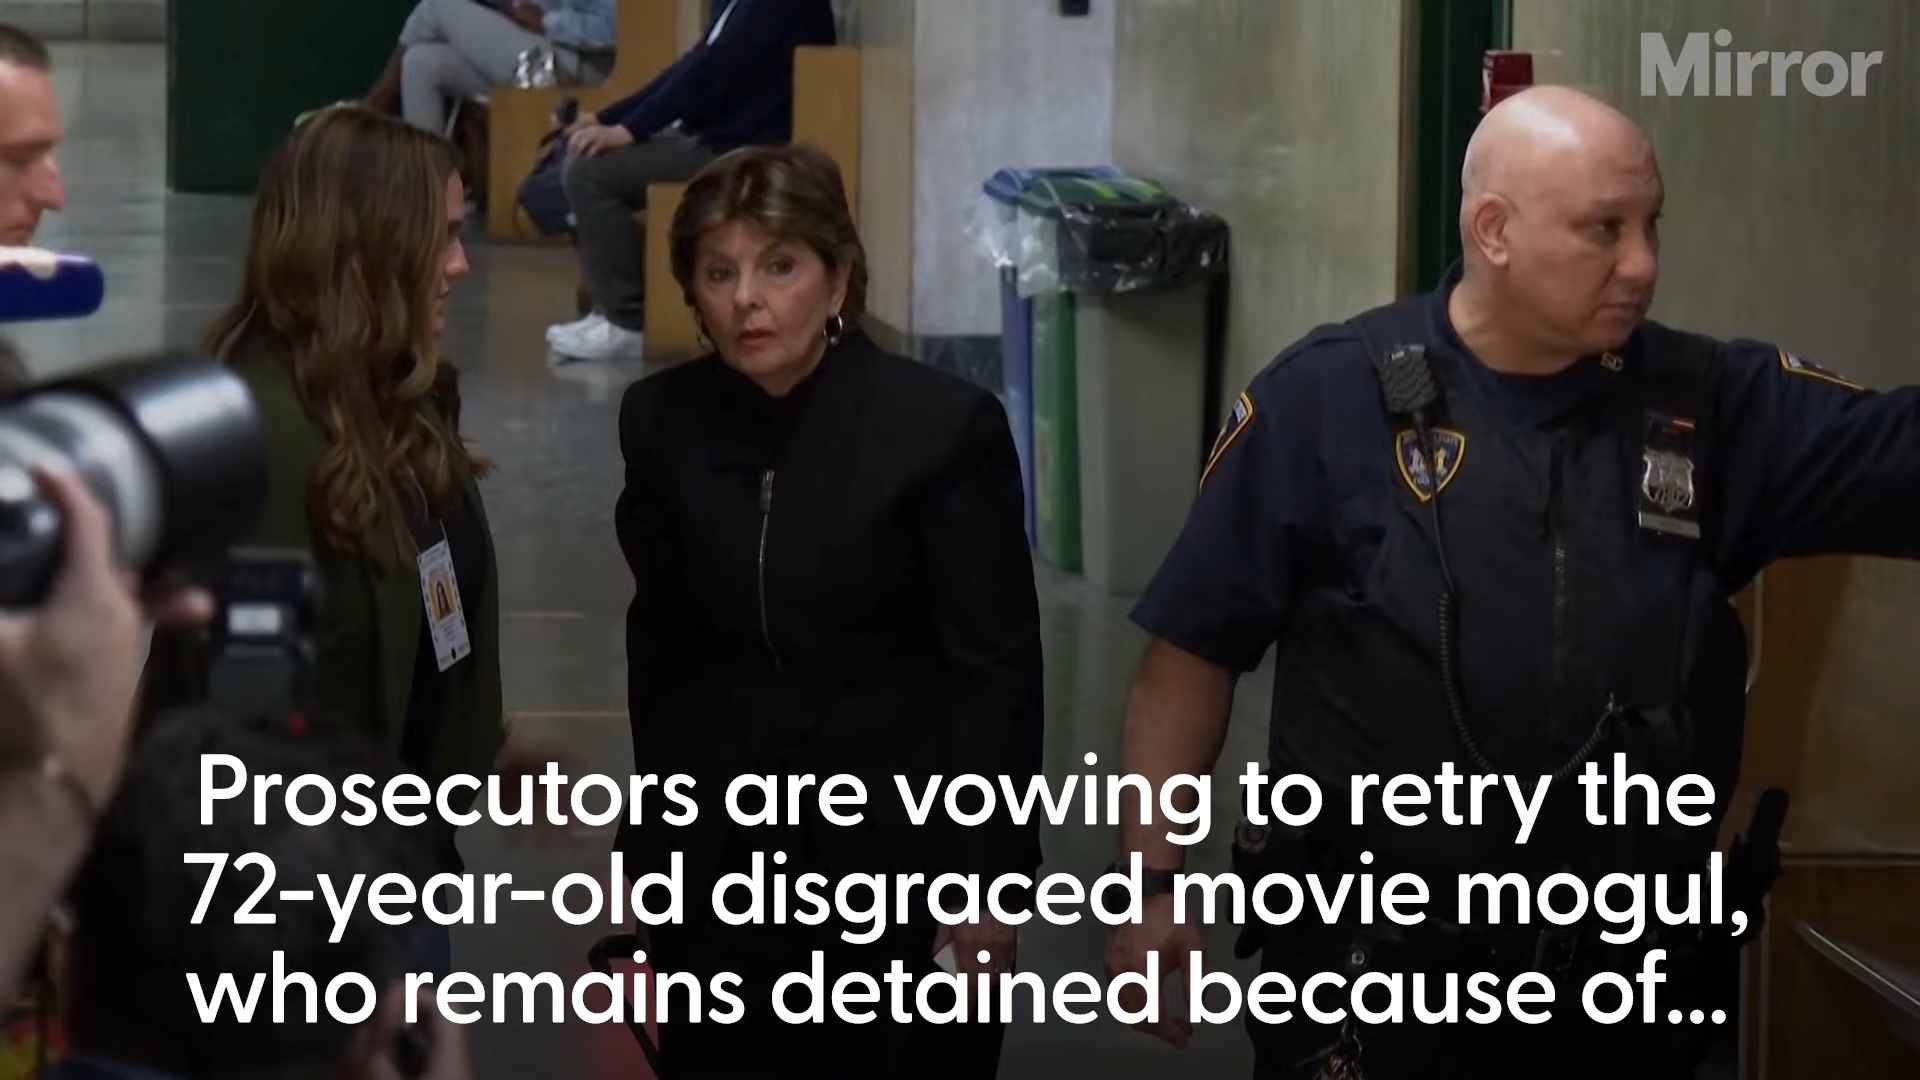 Mirror
Prosecutors are vowing to retry the
72-year-old disgraced movie mogul,
who remains detained because of...